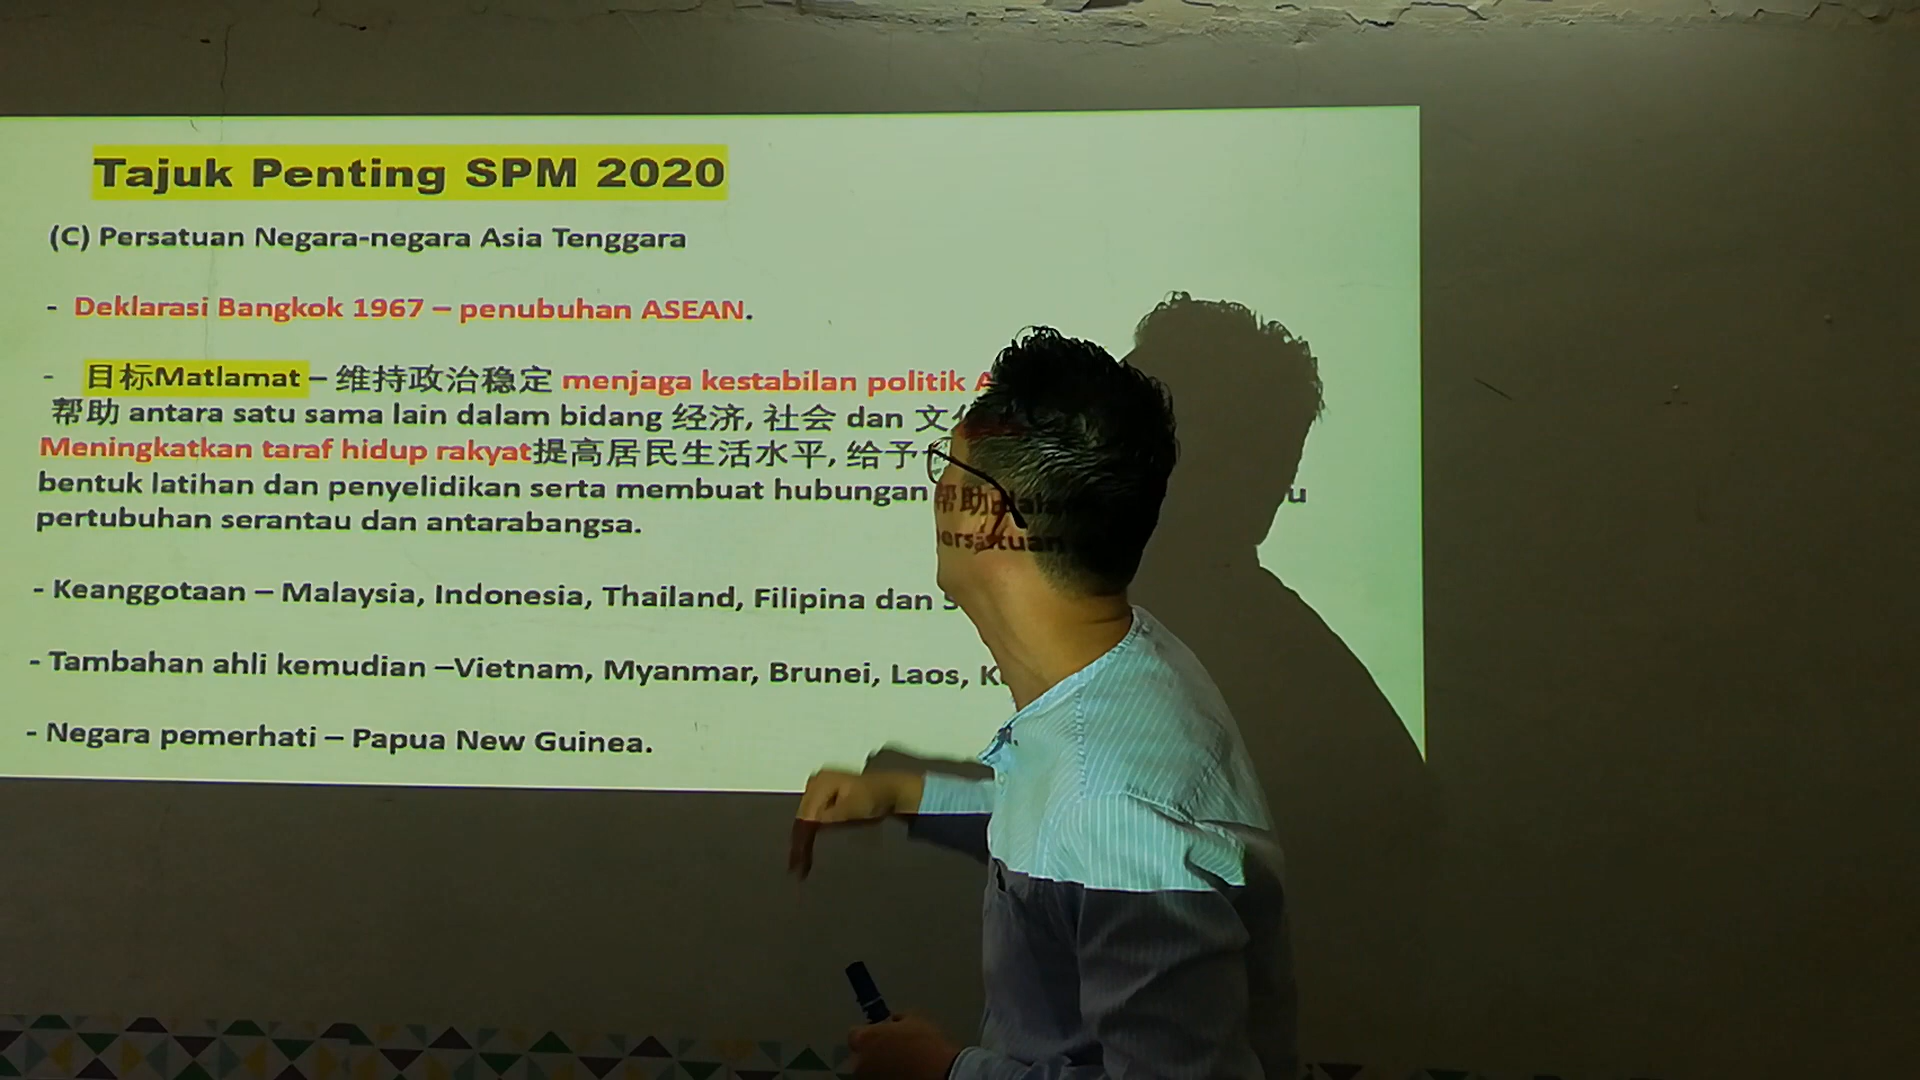 Tajuk Penting SPM 2020
(C) Persatuan Negara-negara Asia Tenggara
- Deklarasi Bangkok 1967 – penubuhan ASEAN.
- 目标Matlamat – 维持政治稳定 menjaga kestabilan politik
帮助 antara satu sama lain dalam bidang 经济, 社会 dan 文
Meningkatkan taraf hidup rakyat提高居民生活水平, 给予
bentuk latihan dan penyelidikan serta membuat hubungan
pertubuhan serantau dan antarabangsa.
- Keanggotaan – Malaysia, Indonesia, Thailand, Filipina dan
- Tambahan ahli kemudian –Vietnam, Myanmar, Brunei, Laos,
- Negara pemerhati – Papua New Guinea.